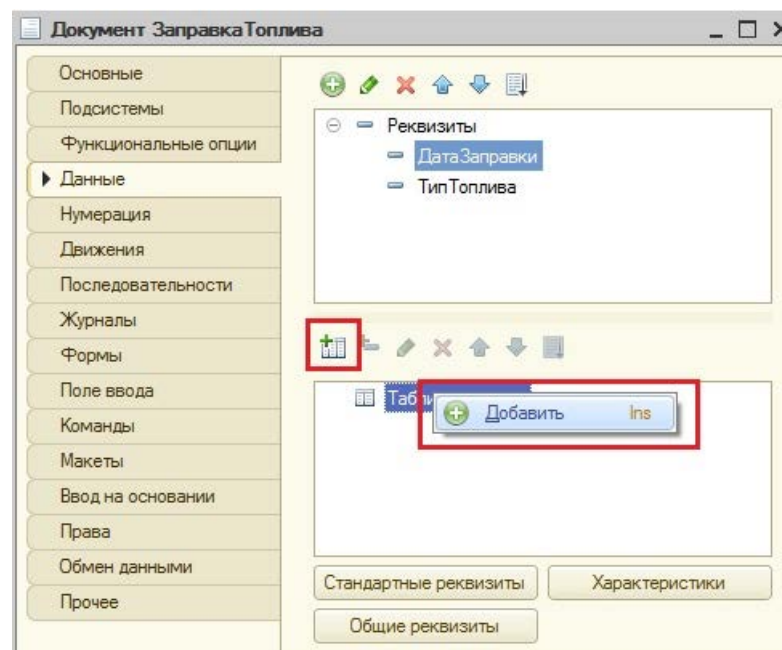 Документ ЗаправкаТоплива
Основные
Подсистемы
Функциональные опции
Данные
Нумерация
Движения
Последовательности
Журналы
Формы
Поле ввода
Команды
Макеты
Ввод на основании
Права
Обмен данными
Прочее
Реквизиты
ДатаЗаправки
ТипТоплива
Добавить Ins
Стандартные реквизиты Характеристики
Общие реквизиты